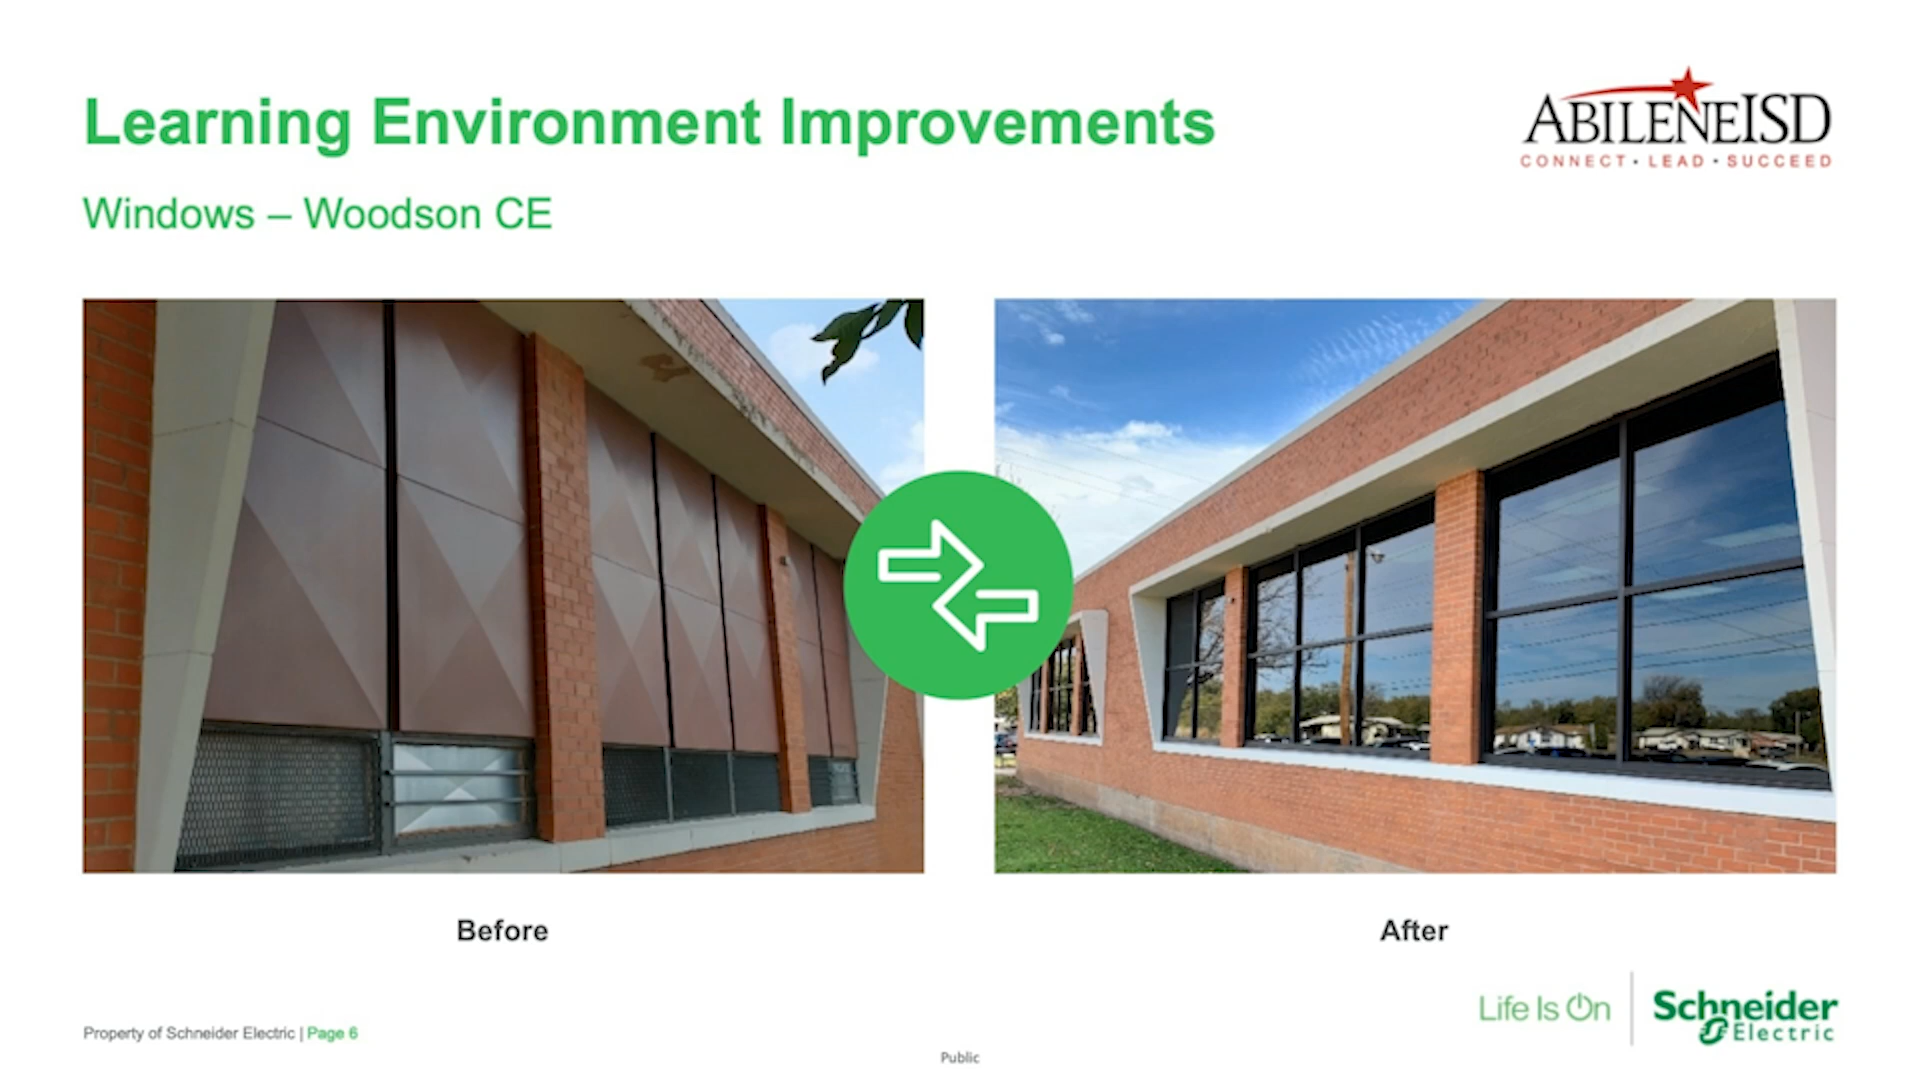 Learning Environment Improvements
ABILENEISD
CONNECT · LEAD · SUCCEED
Windows – Woodson CE
Before
After
Life Is On
Schneider
Electric
Property of Schneider Electric | Page 6
Public